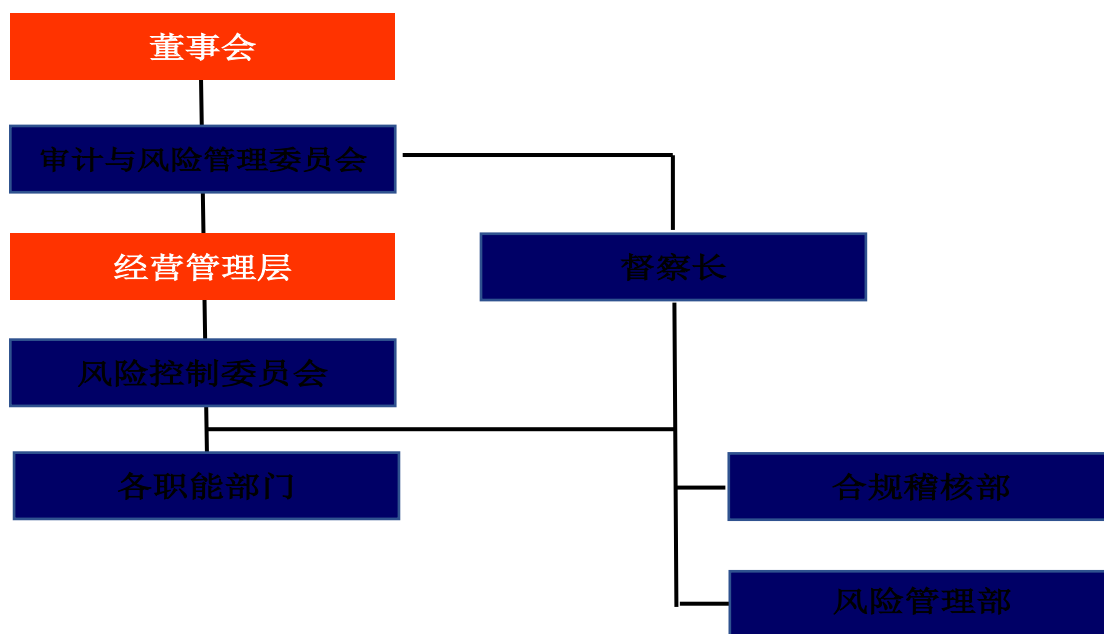 董事会
审计与风险管理委员会
经营管理层
督察长
风险控制委员会
各职能部门
合规稽核部
风险管理部